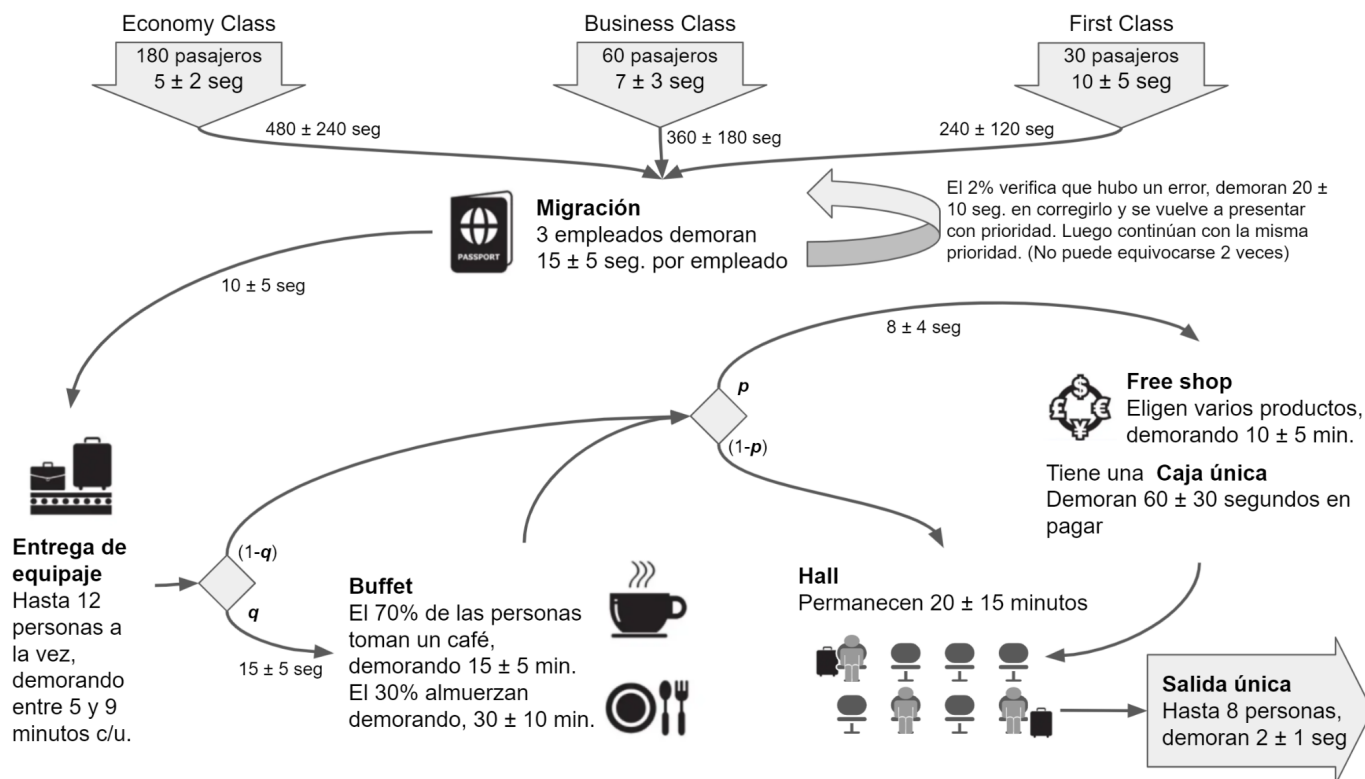 Economy Class
180 pasajeros
5 ± 2 seg
Business Class
60 pasajeros
7 ± 3 seg
First Class
30 pasajeros
10 ± 5 seg
480 ± 240 seg
360 ± 180 seg
240 ± 120 seg
PASSPORT
Migración
3 empleados demoran
15 ± 5 seg. por empleado
El 2% verifica que hubo un error, demoran 20 ±
10 seg. en corregirlo y se vuelve a presentar
con prioridad. Luego continúan con la misma
prioridad. (No puede equivocarse 2 veces)
10 ± 5 seg
8 ± 4 seg
p
(1-p)
Free shop
Eligen varios productos,
demorando 10 ± 5 min.
Tiene una Caja única
Demoran 60 ± 30 segundos en
pagar
$
£
€
¥
Entrega de
equipaje
Hasta 12
personas a
la vez,
demorando
entre 5 y 9
minutos c/u.
(1-q)
q
15 ± 5 seg
Buffet
El 70% de las personas
toman un café,
demorando 15 ± 5 min.
El 30% almuerzan
demorando, 30 ± 10 min.
Hall
Permanecen 20 ± 15 minutos
Salida única
Hasta 8 personas,
demoran 2 ± 1 seg